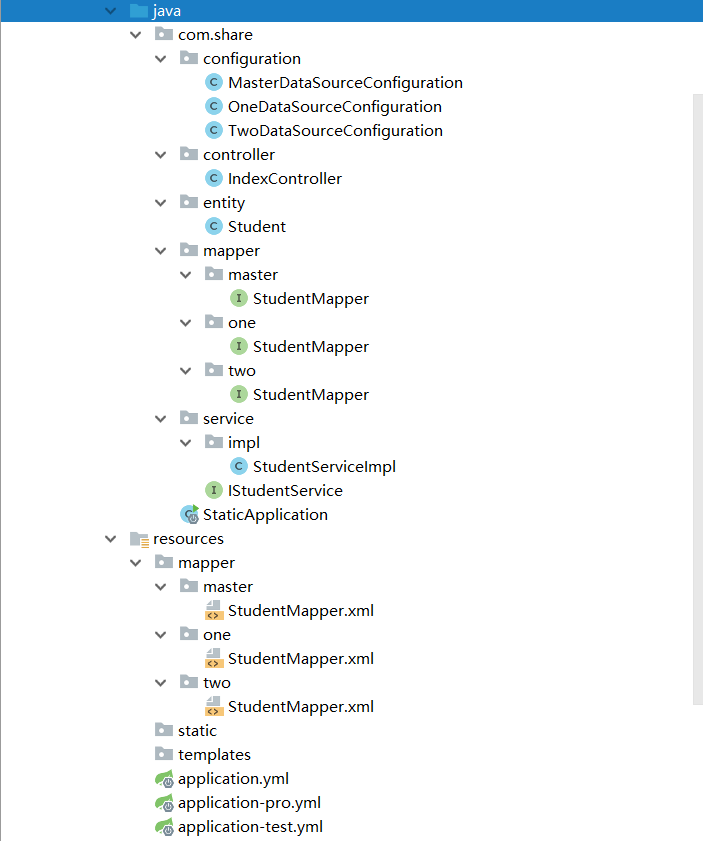 java
com.share
configuration
C MasterDataSourceConfiguration
C OneDataSourceConfiguration
C TwoDataSourceConfiguration
controller
C IndexController
entity
C Student
mapper
master
I StudentMapper
one
I StudentMapper
two
I StudentMapper
service
impl
C StudentServiceImpl
I IStudentService
C StaticApplication
resources
mapper
master
<> StudentMapper.xml
one
<> StudentMapper.xml
two
<> StudentMapper.xml
static
templates
application.yml
application-pro.yml
application-test.yml